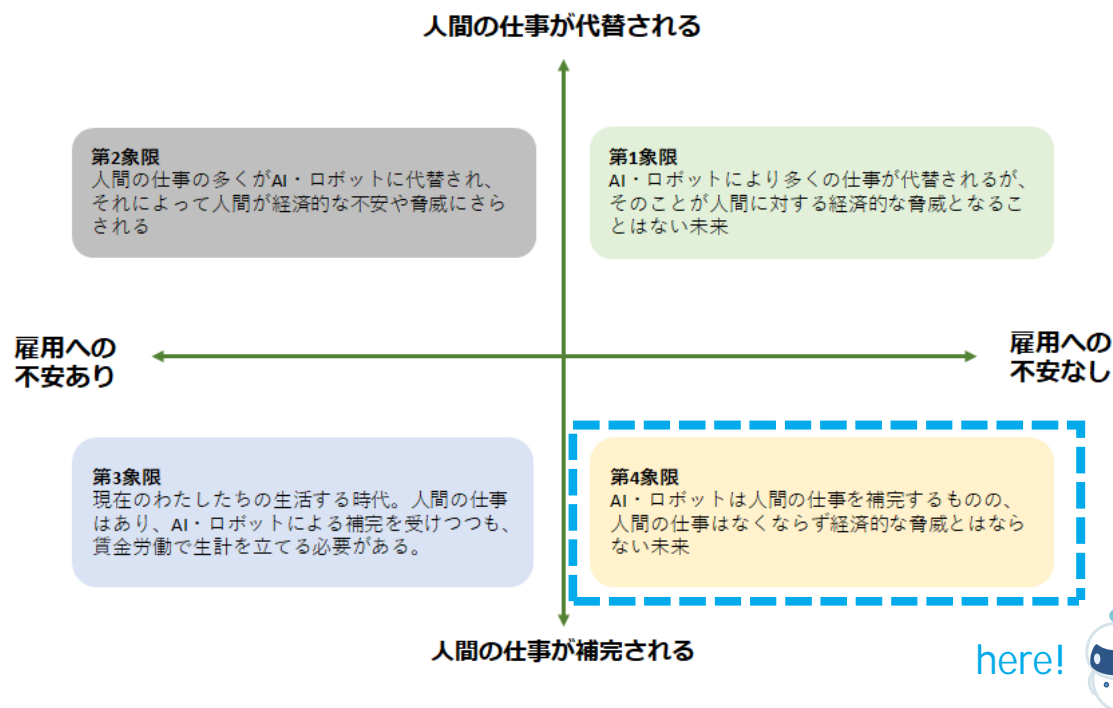 人間の仕事が代替される
第2象限
人間の仕事の多くがAI・ロボットに代替され、
それによって人間が経済的な不安や脅威にさら
される
第1象限
AI・ロボットにより多くの仕事が代替されるが、
そのことが人間に対する経済的な脅威となるこ
とはない未来
雇用への
不安あり
雇用への
不安なし
第3象限
現在のわたしたちの生活する時代。人間の仕事
はあり、AI・ロボットによる補完を受けつつも、
賃金労働で生計を立てる必要がある。
第4象限
AI・ロボットは人間の仕事を補完するものの、
人間の仕事はなくならず経済的な脅威とはなら
ない未来
人間の仕事が補完される
here!